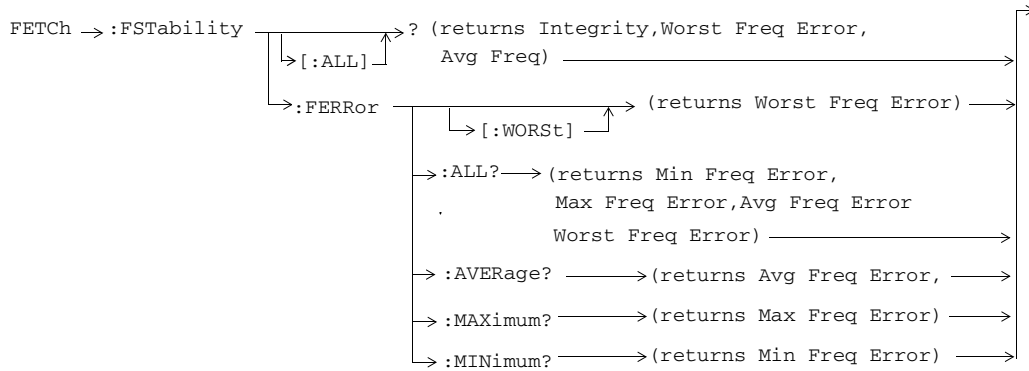 FETCh :FSTability ? (returns Integrity,Worst Freq Error,
[:ALL] Avg Freq)
:FERRor (returns Worst Freq Error)
[:WORSt]
:ALL? (returns Min Freq Error,
. Max Freq Error,Avg Freq Error
Worst Freq Error)
:AVERage? (returns Avg Freq Error,
:MAXimum? (returns Max Freq Error)
:MINimum? (returns Min Freq Error)